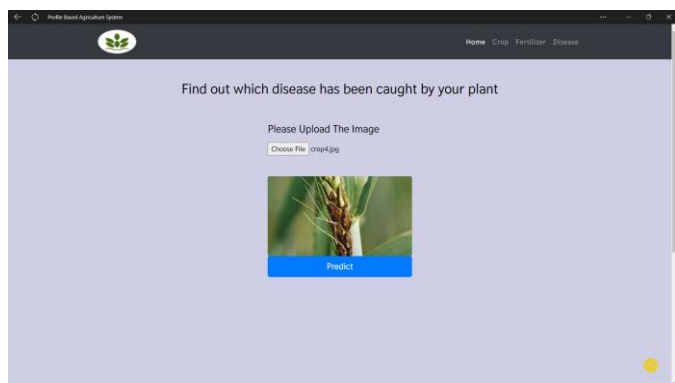 Profile Based Agriculture System
Home Crop Fertilizer Disease
Find out which disease has been caught by your plant
Please Upload The Image
Choose File crop4.jpg
Predict